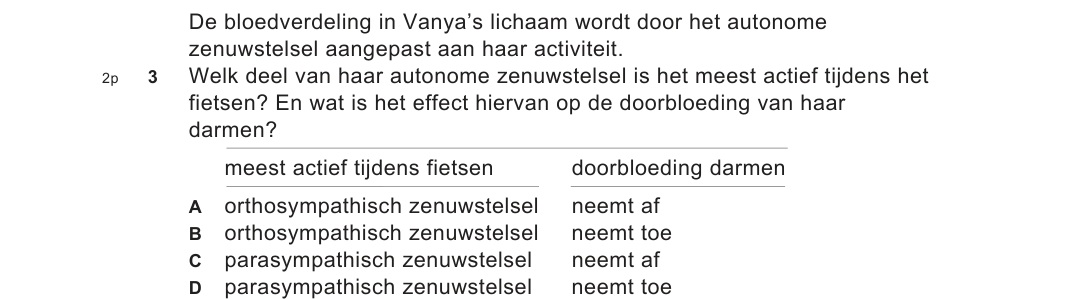 De bloedverdeling in Vanya’s lichaam wordt door het autonome
zenuwstelsel aangepast aan haar activiteit.
2p 3 Welk deel van haar autonome zenuwstelsel is het meest actief tijdens het
fietsen? En wat is het effect hiervan op de doorbloeding van haar
darmen?
meest actief tijdens fietsen doorbloeding darmen
A orthosympathisch zenuwstelsel neemt af
B orthosympathisch zenuwstelsel neemt toe
C parasympathisch zenuwstelsel neemt af
D parasympathisch zenuwstelsel neemt toe